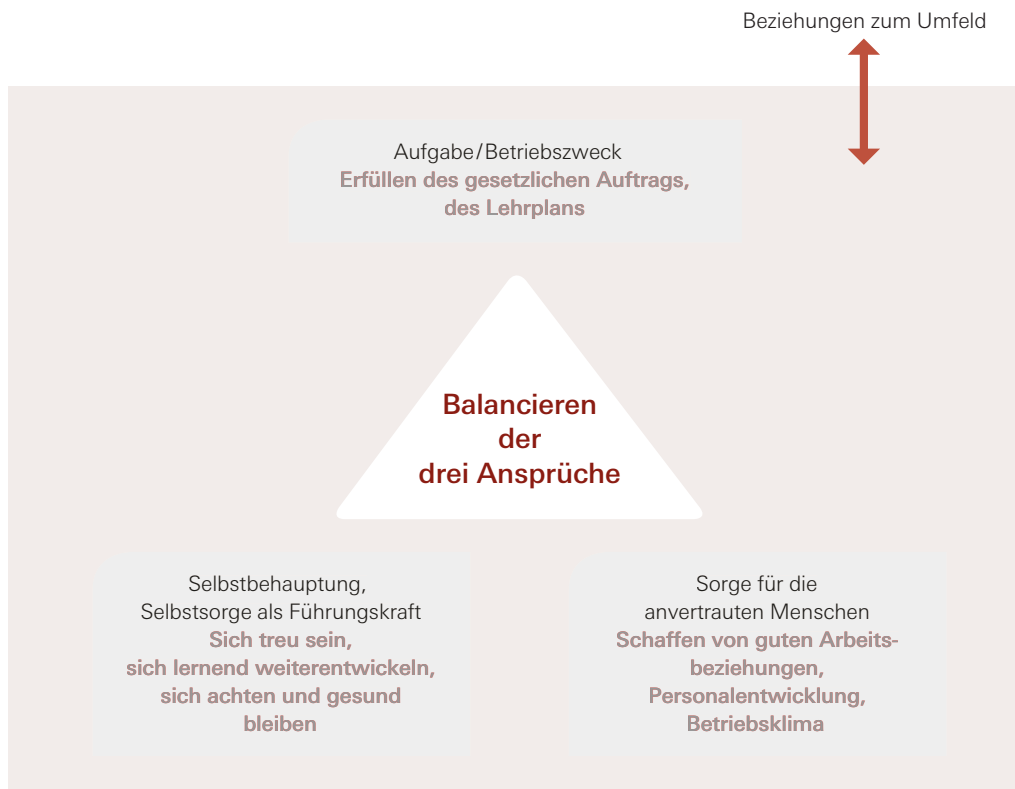 Beziehungen zum Umfeld
Aufgabe/Betriebszweck
Erfüllen des gesetzlichen Auftrags,
des Lehrplans
Balancieren
der
drei Ansprüche
Selbstbehauptung,
Selbstsorge als Führungskraft
Sich treu sein,
sich lernend weiterentwickeln,
sich achten und gesund
bleiben
Sorge für die
anvertrauten Menschen
Schaffen von guten Arbeits-
beziehungen,
Personalentwicklung,
Betriebsklima